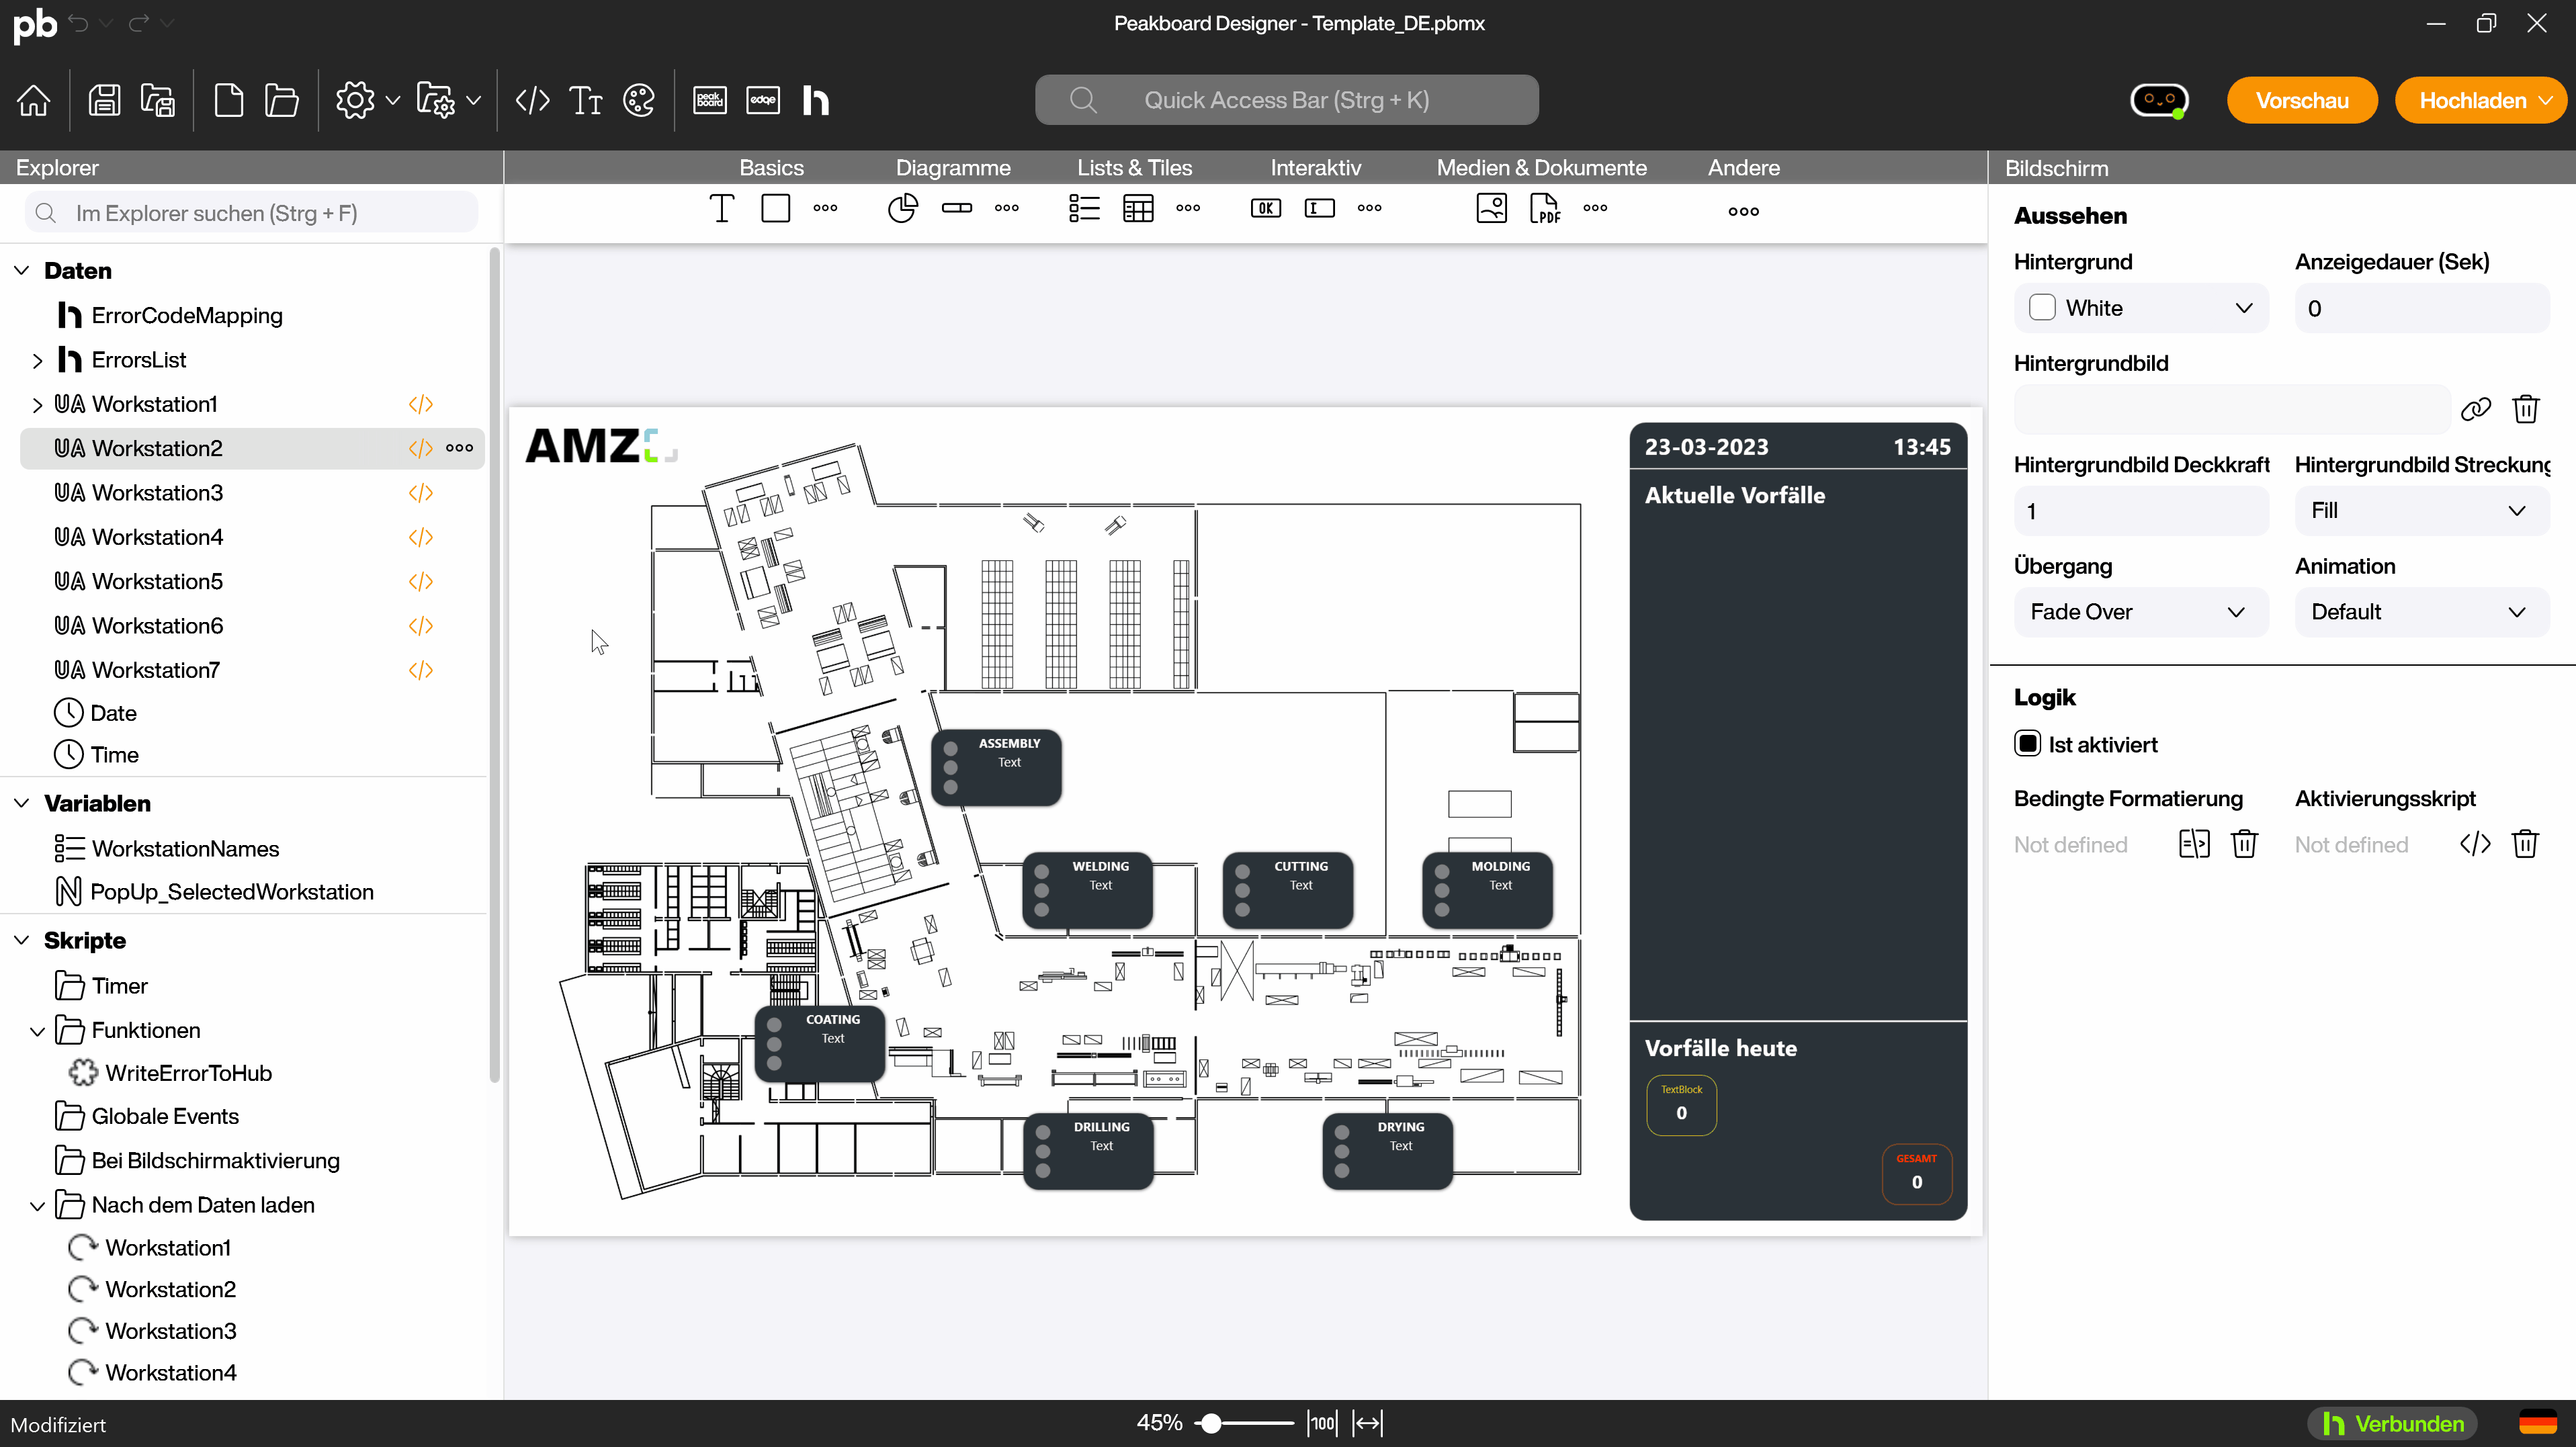 pb
Peakboard Designer - Template_DE.pbmx
peak board
edge
Quick Access Bar (Strg + K)
Vorschau
Hochladen
Explorer
Basics
Diagramme
Lists & Tiles
Interaktiv
Medien & Dokumente
Andere
Bildschirm
Im Explorer suchen (Strg + F)
OK
PDF
Daten
ErrorCodeMapping
ErrorsList
UA Workstation1
UA Workstation2
UA Workstation3
UA Workstation4
UA Workstation5
UA Workstation6
UA Workstation7
Date
Time
Variablen
WorkstationNames
PopUp_SelectedWorkstation
Skripte
Timer
Funktionen
WriteErrorToHub
Globale Events
Bei Bildschirmaktivierung
Nach dem Daten laden
Workstation1
Workstation2
Workstation3
Workstation4
AMZ
23-03-2023 13:45
Aktuelle Vorfälle
ASSEMBLY
Text
WELDING
Text
CUTTING
Text
MOLDING
Text
COATING
Text
DRILLING
Text
DRYING
Text
Vorfälle heute
TextBlock
0
GESAMT
0
Aussehen
Hintergrund
Anzeigedauer (Sek)
White
0
Hintergrundbild
Hintergrundbild Deckkraft
Hintergrundbild Streckung
1
Fill
Übergang
Animation
Fade Over
Default
Logik
Ist aktiviert
Bedingte Formatierung
Aktivierungsskript
Not defined
Not defined
Modifiziert
45%
100
Verbunden